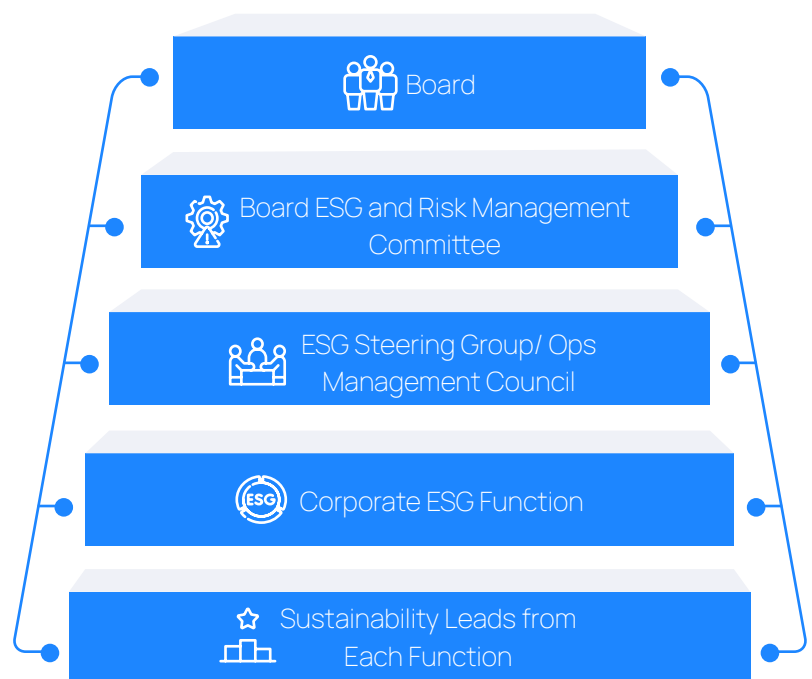 Board
Board ESG and Risk Management
Committee
ESG Steering Group/ Ops
Management Council
ESG
Corporate ESG Function
Sustainability Leads from
Each Function